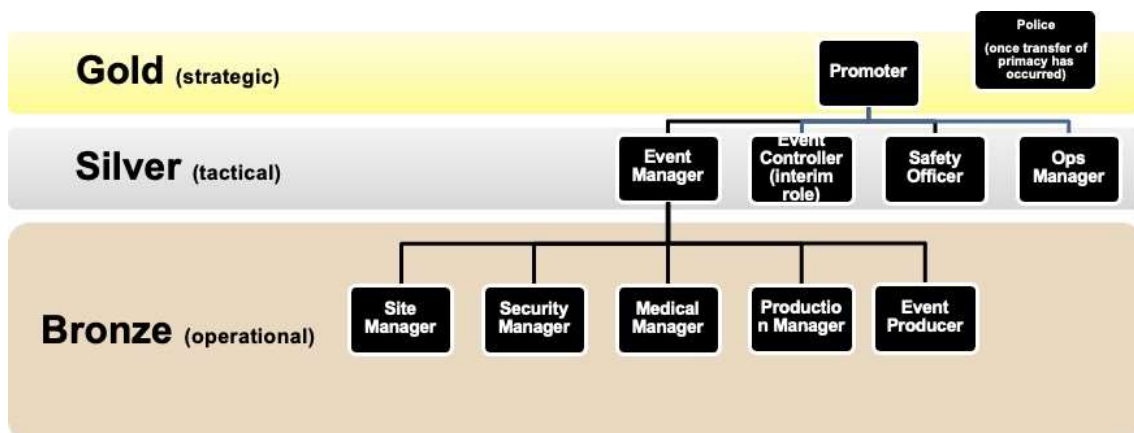 Police
(once transfer of
primacy has
occurred)
Gold (strategic)
Promoter
Silver (tactical)
Event
Manager
Event
Controller
(interim
role)
Safety
Officer
Ops
Manager
Bronze (operational)
Site
Manager
Security
Manager
Medical
Manager
Productio
n Manager
Event
Producer